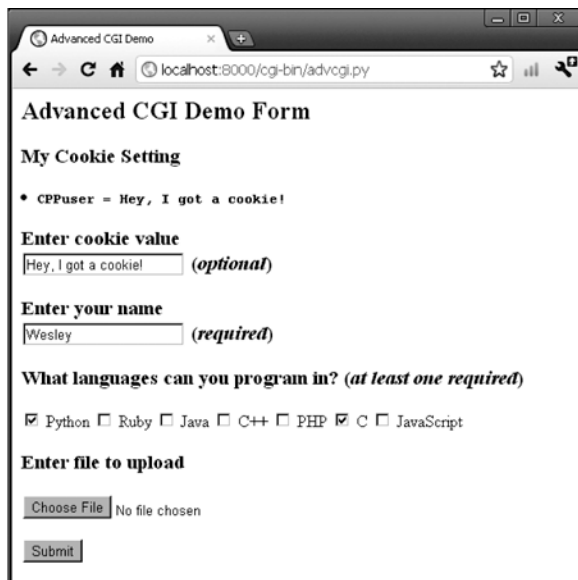 Advanced CGI Demo
localhost:8000/cgi-bin/advcgi.py
Advanced CGI Demo Form
My Cookie Setting
• CPPuser = Hey, I got a cookie!
Enter cookie value
Hey, I got a cookie! (optional)
Enter your name
Wesley (required)
What languages can you program in? (at least one required)
Python Ruby Java C++ PHP C JavaScript
Enter file to upload
Choose File No file chosen
Submit